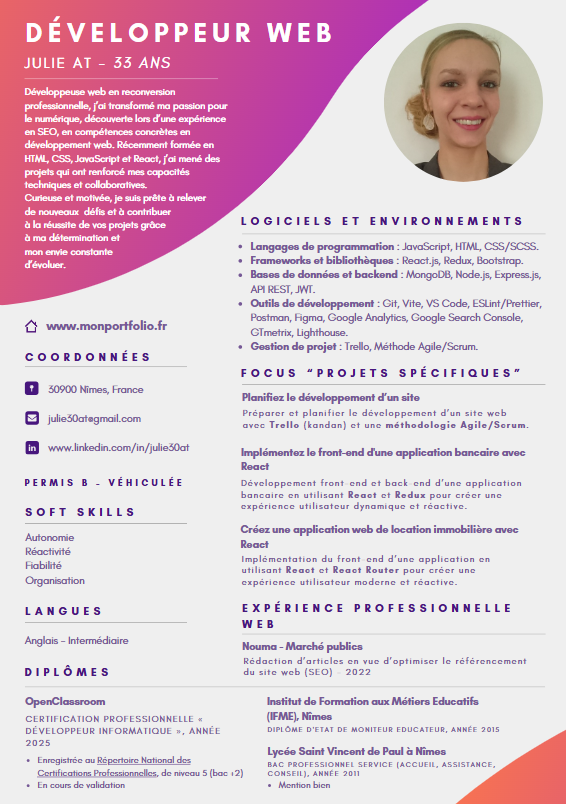 DÉVELOPPEUR WEB
JULIE AT – 33 ANS
Développeuse web en reconversion
professionnelle, j'ai transformé ma passion pour
le numérique, découverte lors d'une expérience
en SEO, en compétences concrètes en
développement web. Récemment formée en
HTML, CSS, JavaScript et React, j'ai mené des
projets qui ont renforcé mes capacités
techniques et collaboratives.
Curieuse et motivée, je suis prête à relever
de nouveaux défis et à contribuer
à la réussite de vos projets grâce
à ma détermination et
mon envie constante
d'évoluer.
www.monportfolio.fr
COORDONNÉES
30900 Nîmes, France
julie30at@gmail.com
www.linkedin.com/in/julie30at
PERMIS B - VÉHICULÉE
SOFT SKILLS
Autonomie
Réactivité
Fiabilité
Organisation
LANGUES
Anglais - Intermédiaire
LOGICIELS ET ENVIRONNEMENTS
• Langages de programmation : JavaScript, HTML, CSS/SCSS.
• Frameworks et bibliothèques : React.js, Redux, Bootstrap.
• Bases de données et backend : MongoDB, Node.js, Express.js,
API REST, JWT.
• Outils de développement : Git, Vite, VS Code, ESLint/Prettier,
Postman, Figma, Google Analytics, Google Search Console,
GTmetrix, Lighthouse.
• Gestion de projet : Trello, Méthode Agile/Scrum.
FOCUS “PROJETS SPÉCIFIQUES”
Planifiez le développement d'un site
Préparer et planifier le développement d'un site web
avec Trello (kandan) et une méthodologie Agile/Serum.
Implémentez le front-end d'une application bancaire avec
React
Développement front-end et back-end d'une application
bancaire en utilisant React et Redux pour créer une
expérience utilisateur dynamique et réactive.
Créez une application web de location immobilière avec
React
Implémentation du front-end d'une application en
utilisant React et React Router pour créer une
expérience utilisateur moderne et réactive.
EXPÉRIENCE PROFESSIONNELLE
WEB
Nouma - Marché publics
Rédaction d'articles en vue d'optimiser le référencement
du site web (SEO) - 2022
DIPLÔMES
OpenClassroom
CERTIFICATION PROFESSIONNELLE «
DÉVELOPPEUR INFORMATIQUE », ANNÉE
2025
• Enregistrée au Répertoire National des
Certifications Professionnelles, de niveau 5 (bac +2)
• En cours de validation
Institut de Formation aux Métiers Educatifs
(IFME), Nîmes
DIPLÔME D'ETAT DE MONITEUR EDUCATEUR, ANNÉE 2015
Lycée Saint Vincent de Paul à Nîmes
BAC PROFESSIONNEL SERVICE (ACCUEIL, ASSISTANCE,
CONSEIL), ANNÉE 2011
• Mention bien